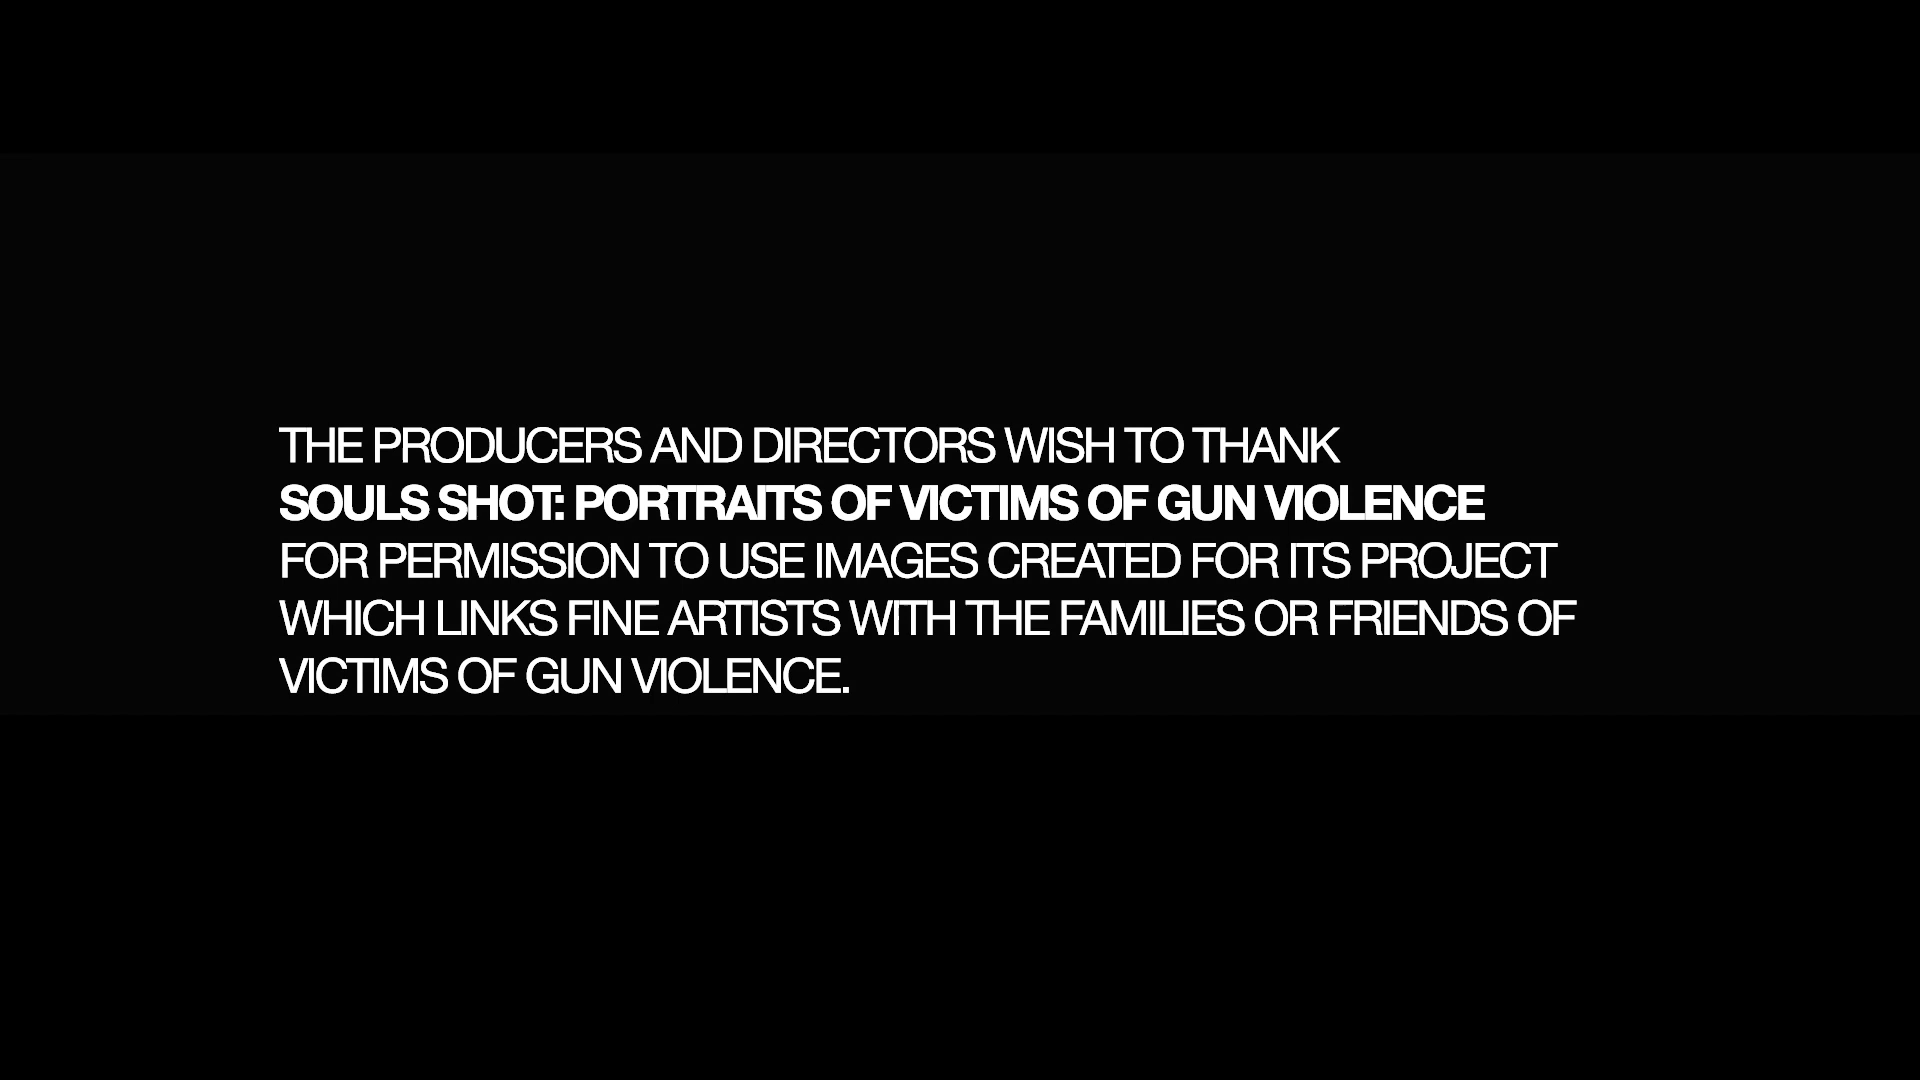 THE PRODUCERS AND DIRECTORS WISH TO THANK
SOULS SHOT: PORTRAITS OF VICTIMS OF GUN VIOLENCE
FOR PERMISSION TO USE IMAGES CREATED FOR ITS PROJECT
WHICH LINKS FINE ARTISTS WITH THE FAMILIES OR FRIENDS OF
VICTIMS OF GUN VIOLENCE.